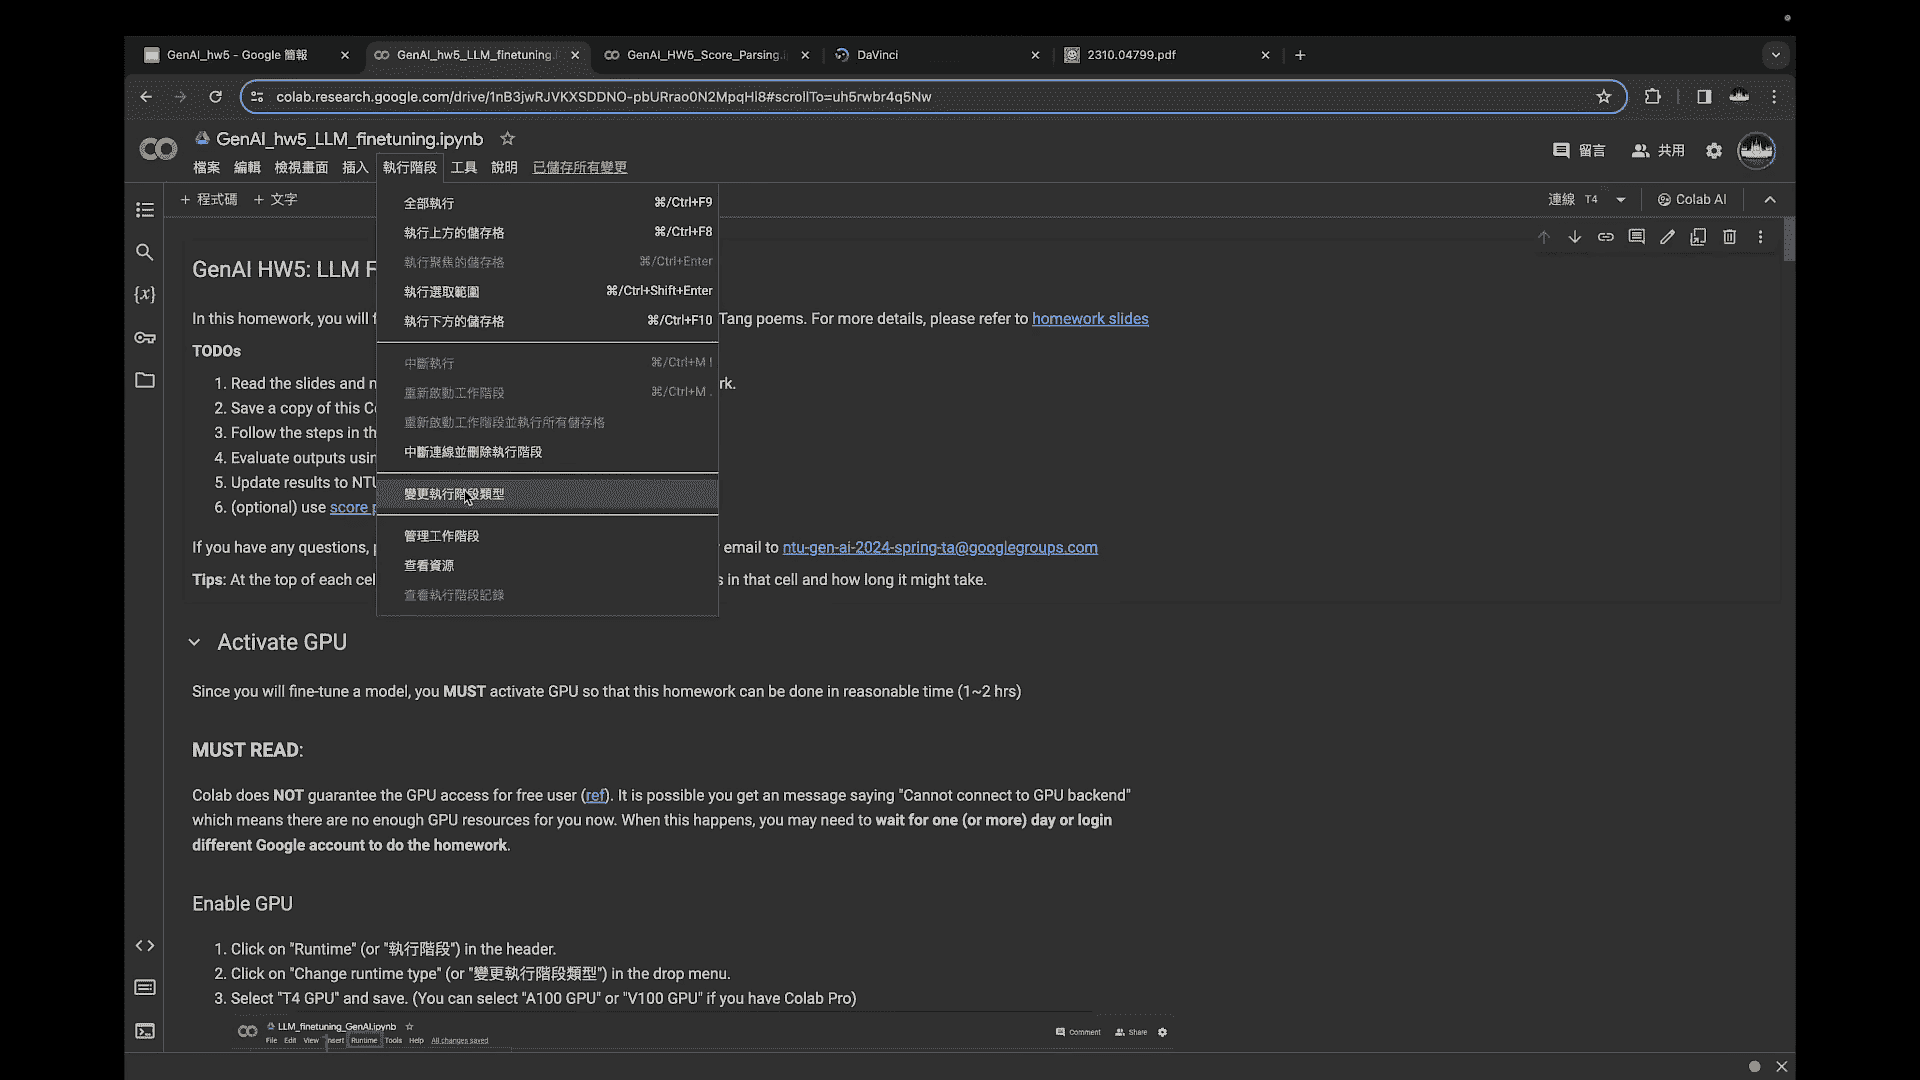 GenAI_hw5 - Google 簡報
GenAI_hw5_LLM_finetuning.
GenAI_HW5_Score_Parsing.i
DaVinci
2310.04799.pdf
colab.research.google.com/drive/1nB3jwRJVKXSDDNO-pbURrao0N2MpqHi8#scrollTo=uh5rwbr4q5Nw
GenAI_hw5_LLM_finetuning.ipynb
檔案 編輯 檢視畫面 插入 執行階段 工具 說明 已儲存所有變更
留言 共用
+ 程式碼 + 文字
連線 T4 Colab AI
全部執行 ⌘/Ctrl+F9
執行上方的儲存格 ⌘/Ctrl+F8
執行聚焦的儲存格 ⌘/Ctrl+Enter
執行選取範圍 ⌘/Ctrl+Shift+Enter
執行下方的儲存格 ⌘/Ctrl+F10
中斷執行 ⌘/Ctrl+M I
重新啟動工作階段 ⌘/Ctrl+M .
重新啟動工作階段並執行所有儲存格
中斷連線並刪除執行階段
變更執行階段類型
管理工作階段
查看資源
查看執行階段記錄
GenAI HW5: LLM F
In this homework, you will f Tang poems. For more details, please refer to homework slides
TODOs
1. Read the slides and m rk.
2. Save a copy of this C
3. Follow the steps in th
4. Evaluate outputs usin
5. Update results to NTU
6. (optional) use score p
If you have any questions, p email to ntu-gen-ai-2024-spring-ta@googlegroups.com
Tips: At the top of each cel s in that cell and how long it might take.
Activate GPU
Since you will fine-tune a model, you MUST activate GPU so that this homework can be done in reasonable time (1~2 hrs)
MUST READ:
Colab does NOT guarantee the GPU access for free user (ref). It is possible you get an message saying "Cannot connect to GPU backend"
which means there are no enough GPU resources for you now. When this happens, you may need to wait for one (or more) day or login
different Google account to do the homework.
Enable GPU
1. Click on "Runtime" (or "執行階段") in the header.
2. Click on "Change runtime type" (or "變更執行階段類型") in the drop menu.
3. Select "T4 GPU" and save. (You can select "A100 GPU" or "V100 GPU" if you have Colab Pro)
LLM_finetuning_GenAI.ipynb
File Edit View Insert Runtime Tools Help All changes saved
Comment Share